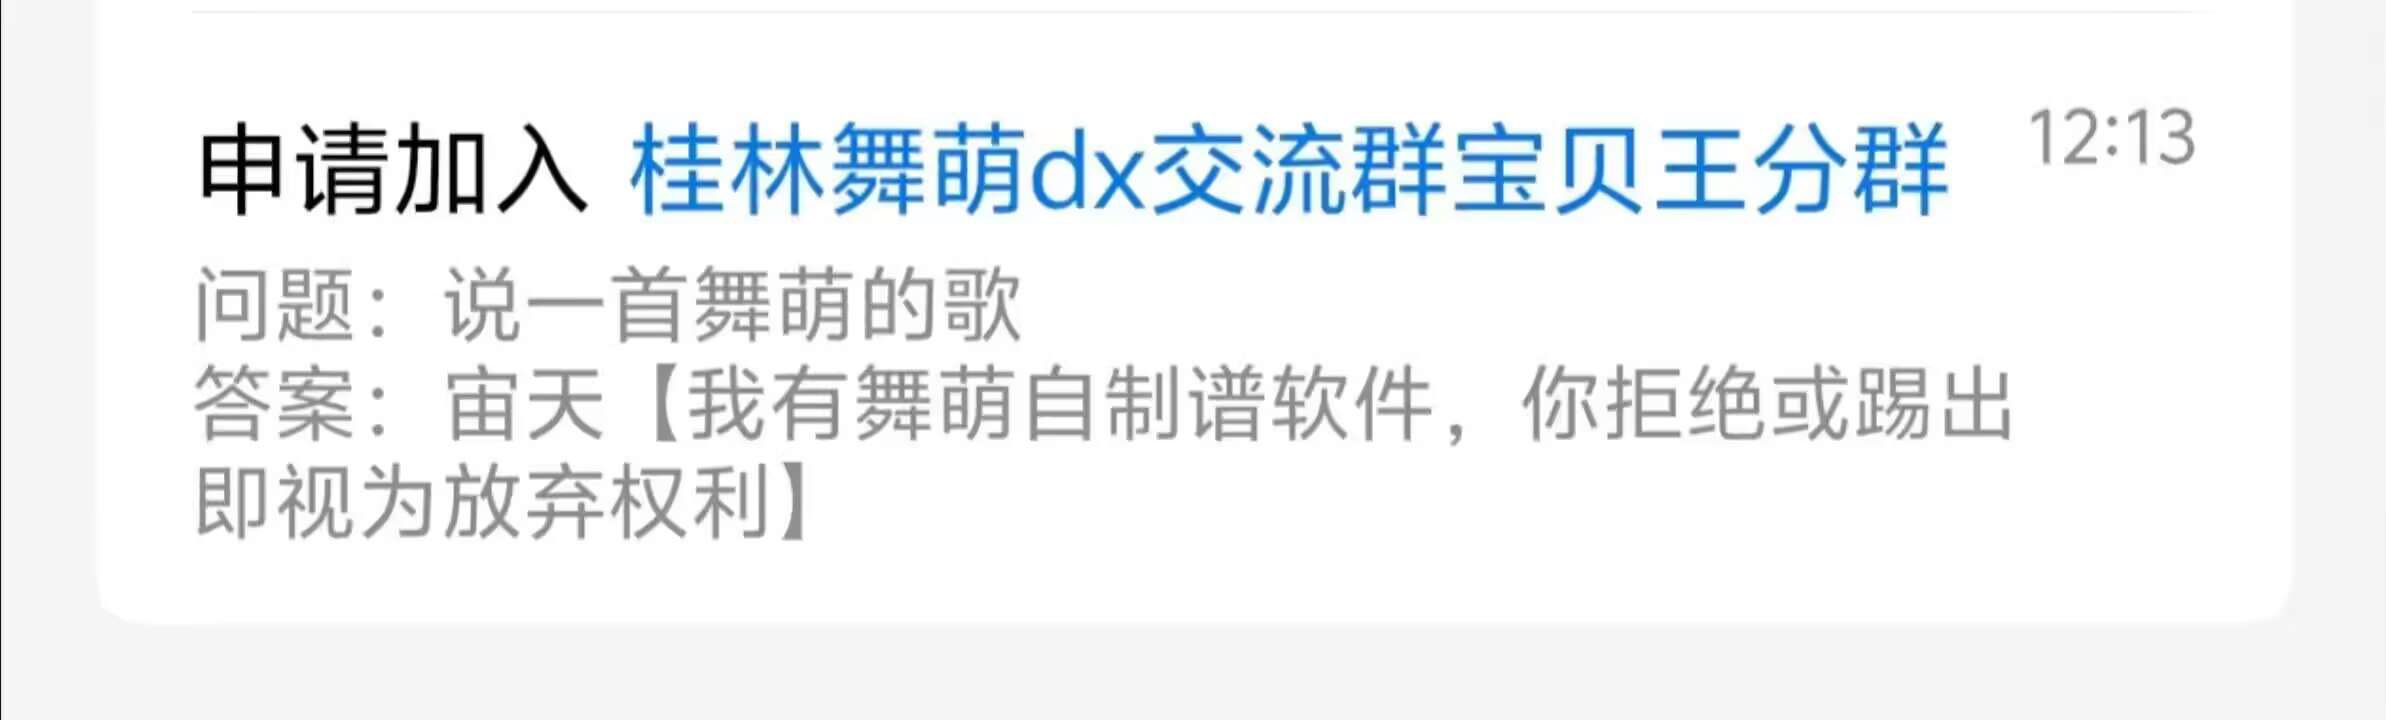 申请加入 桂林舞萌dx交流群宝贝王分群 12:13
问题：说一首舞萌的歌
答案：宙天【我有舞萌自制谱软件，你拒绝或踢出
即视为放弃权利】